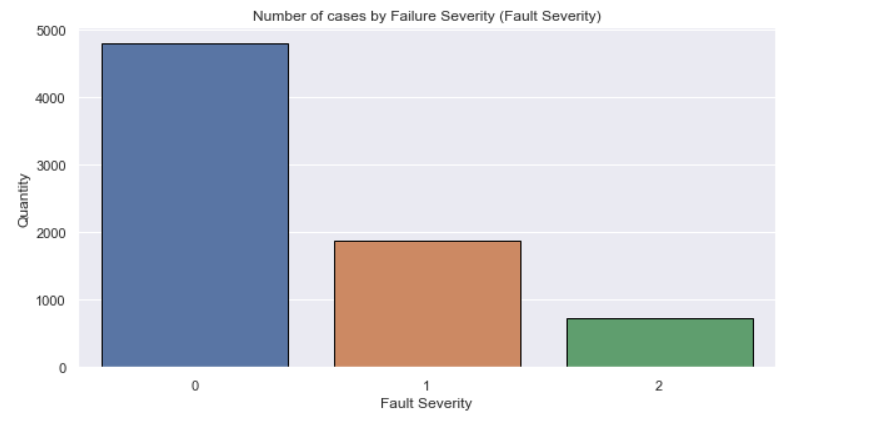 Number of cases by Failure Severity (Fault Severity)
5000
4000
3000
2000
1000
0
Quantity
0 1 2
Fault Severity